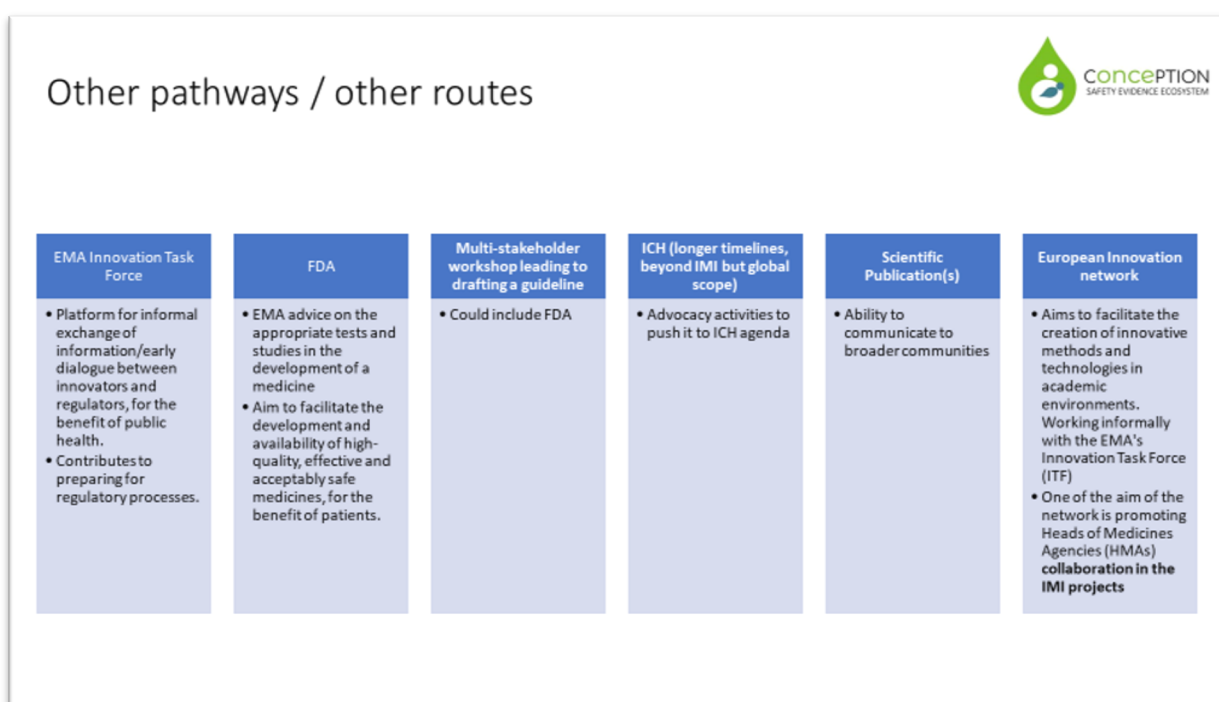 Other pathways / other routes
ConcePTION
SAFETY EVIDENCE ECOSYSTEM
EMA Innovation Task
Force
• Platform for informal
exchange of
information/early
dialogue between
innovators and
regulators, for the
benefit of public
health.
• Contributes to
preparing for
regulatory processes.
FDA
• EMA advice on the
appropriate tests and
studies in the
development of a
medicine
• Aim to facilitate the
development and
availability of high-
quality, effective and
acceptably safe
medicines, for the
benefit of patients.
Multi-stakeholder
workshop leading to
drafting a guideline
• Could include FDA
ICH (longer timelines,
beyond IMI but global
scope)
• Advocacy activities to
push it to ICH agenda
Scientific
Publication(s)
• Ability to
communicate to
broader communities
European Innovation
network
• Aims to facilitate the
creation of innovative
methods and
technologies in
academic
environments.
Working informally
with the EMA's
Innovation Task Force
(ITF)
• One of the aim of the
network is promoting
Heads of Medicines
Agencies (HMAs)
collaboration in the
IMI projects